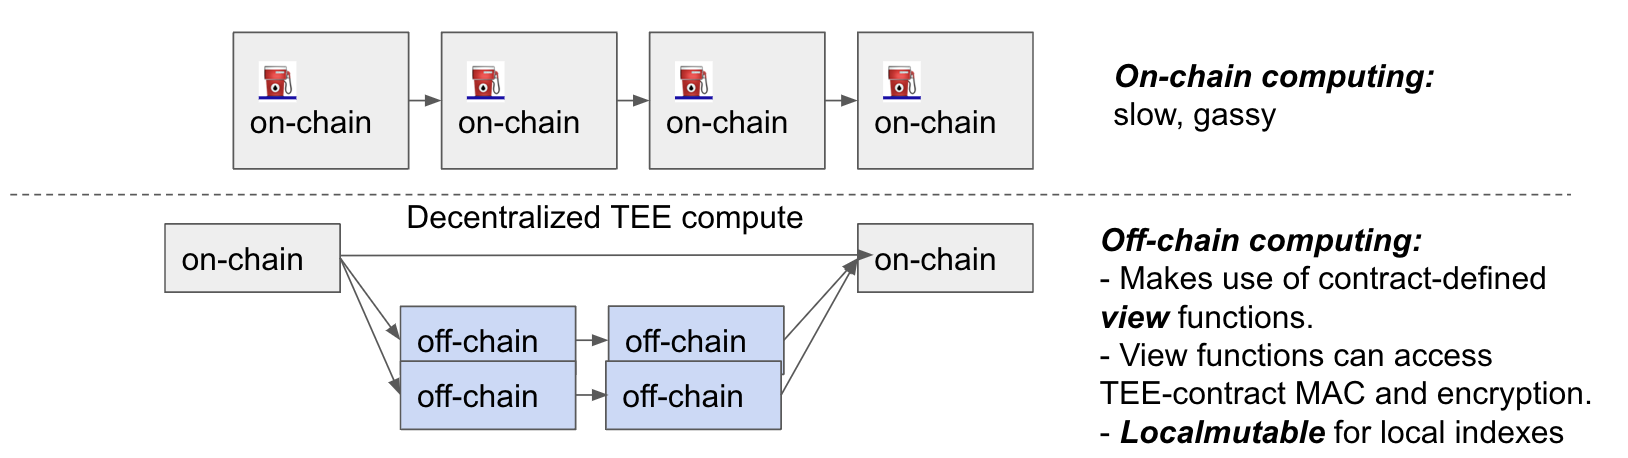 on-chain
on-chain
on-chain
on-chain
On-chain computing:
slow, gassy
Decentralized TEE compute
on-chain
on-chain
off-chain
off-chain
off-chain
off-chain
Off-chain computing:
- Makes use of contract-defined
view functions.
- View functions can access
TEE-contract MAC and encryption.
- Localmutable for local indexes